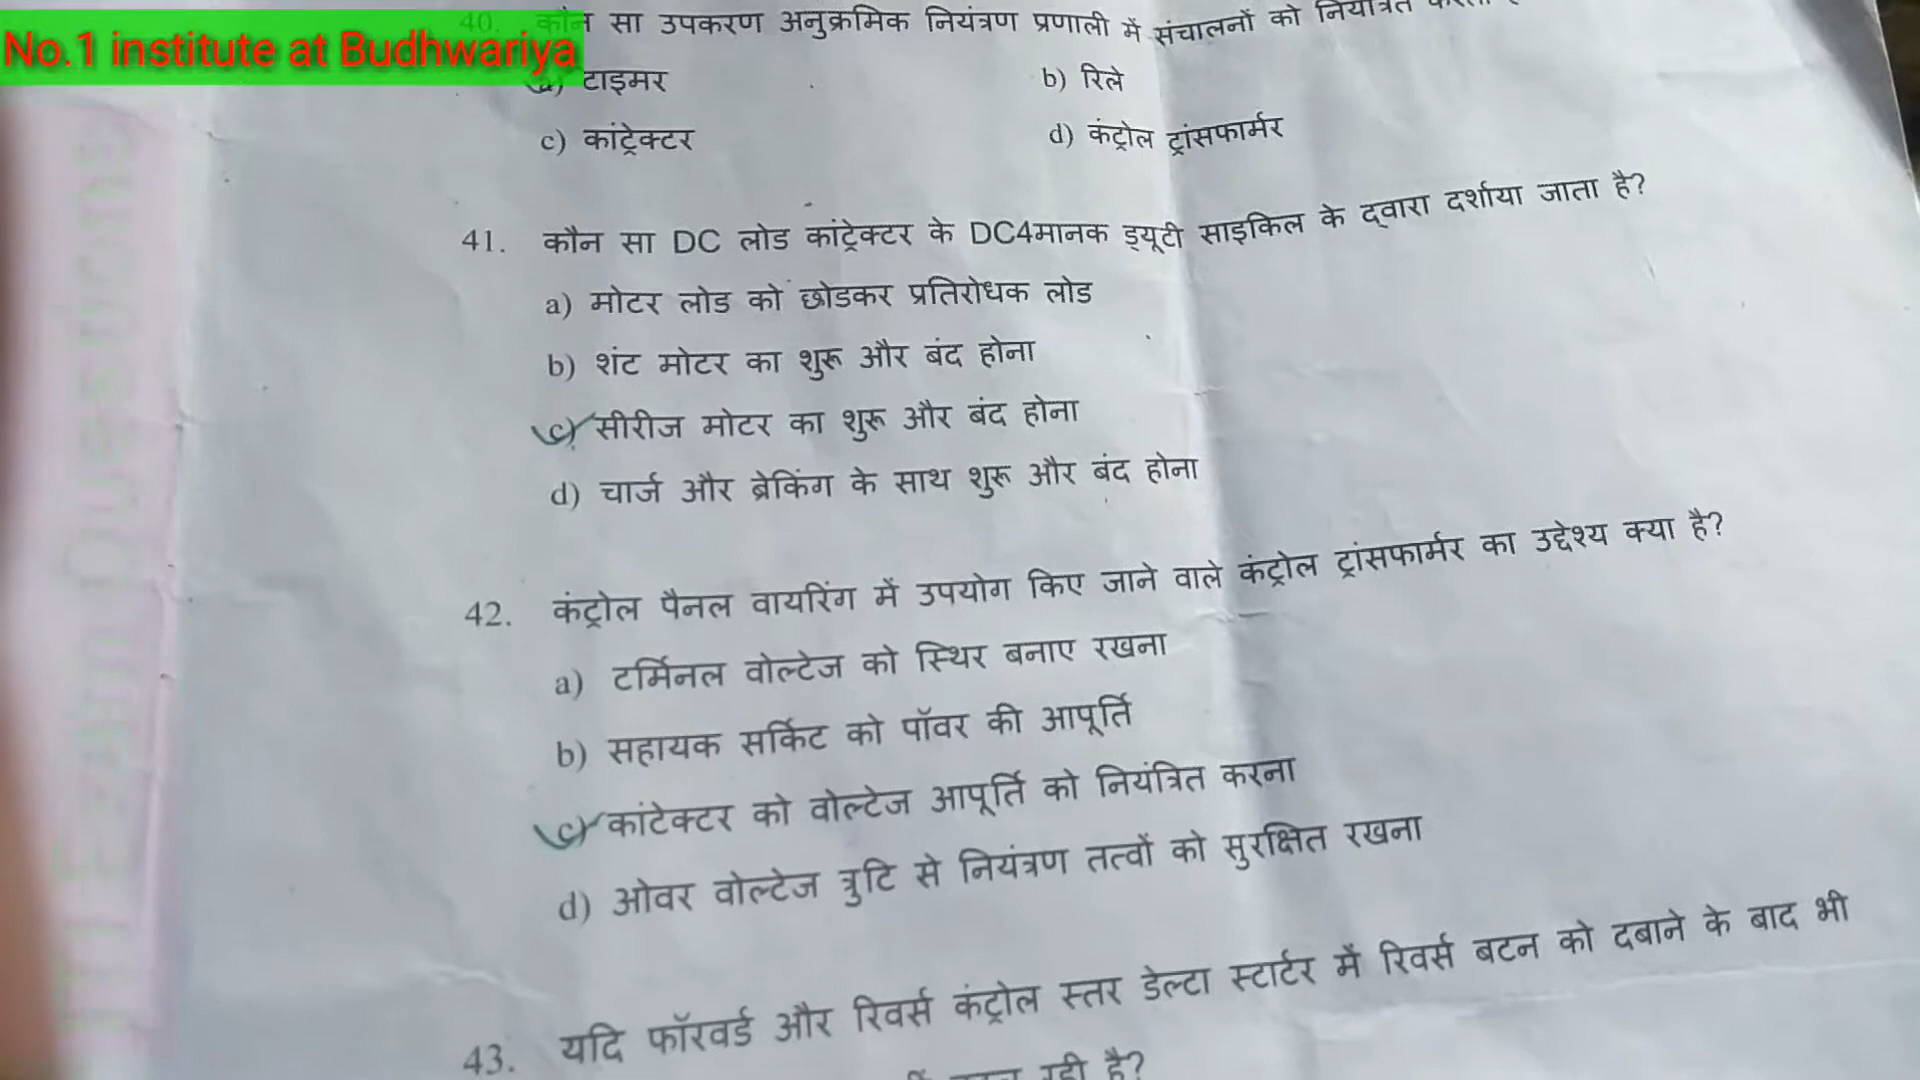 No.1 institute at Budhwariya
40. कौन सा उपकरण अनुक्रमिक नियंत्रण प्रणाली में संचालनों को नियंत्रित
a) टाइमर b) रिले
c) कांट्रेक्टर d) कंट्रोल ट्रांसफार्मर
41. कौन सा DC लोड कांट्रेक्टर के DC4मानक ड्यूटी साइकिल के द्वारा दर्शाया जाता है?
a) मोटर लोड को छोडकर प्रतिरोधक लोड
b) शंट मोटर का शुरू और बंद होना
c) सीरीज मोटर का शुरू और बंद होना
d) चार्ज और ब्रेकिंग के साथ शुरू और बंद होना
42. कंट्रोल पैनल वायरिंग में उपयोग किए जाने वाले कंट्रोल ट्रांसफार्मर का उद्देश्य क्या है?
a) टर्मिनल वोल्टेज को स्थिर बनाए रखना
b) सहायक सर्किट को पॉवर की आपूर्ति
c) कांटेक्टर को वोल्टेज आपूर्ति को नियंत्रित करना
d) ओवर वोल्टेज त्रुटि से नियंत्रण तत्वों को सुरक्षित रखना
43. यदि फॉरवर्ड और रिवर्स कंट्रोल स्तर डेल्टा स्टार्टर में रिवर्स बटन को दबाने के बाद भी
रही है?